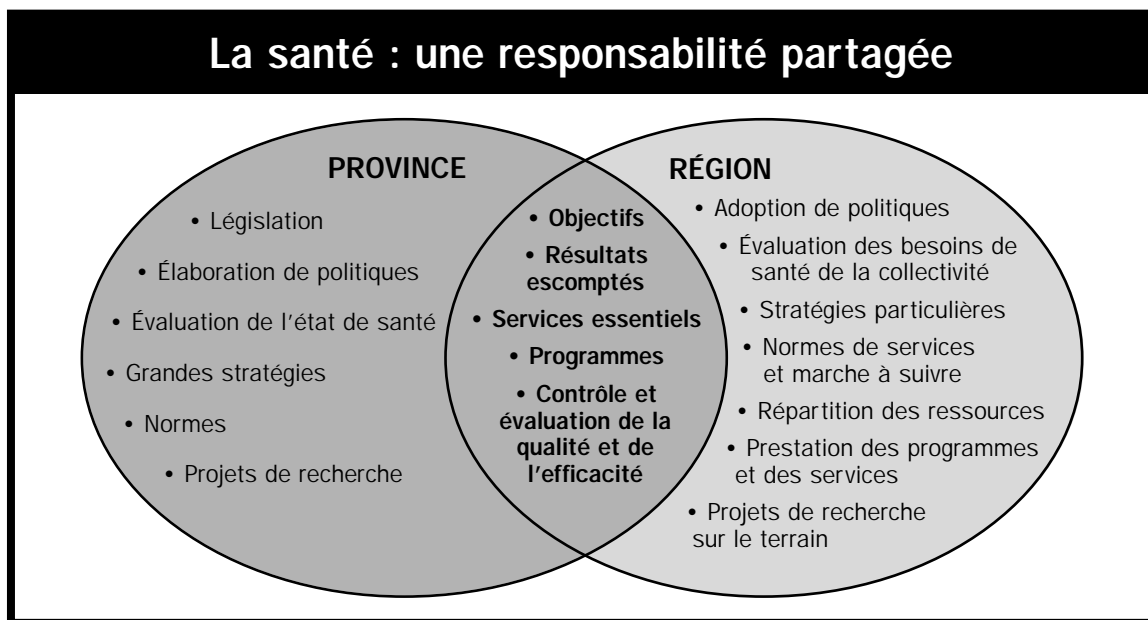 La santé : une responsabilité partagée
PROVINCE
• Législation
• Élaboration de politiques
• Évaluation de l'état de santé
• Grandes stratégies
• Normes
• Projets de recherche
• Objectifs
• Résultats
escomptés
• Services essentiels
• Programmes
• Contrôle et
évaluation de la
qualité et de
l'efficacité
RÉGION
• Adoption de politiques
• Évaluation des besoins de
santé de la collectivité
• Stratégies particulières
• Normes de services
et marche à suivre
• Répartition des ressources
• Prestation des programmes
et des services
• Projets de recherche
sur le terrain